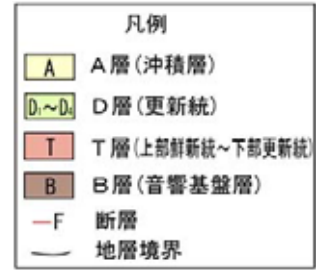 凡例
A A層(沖積層)
D₁~D₄ D層(更新統)
T T層(上部鮮新統~下部更新統)
B B層(音響基盤層)
F 断層
地層境界